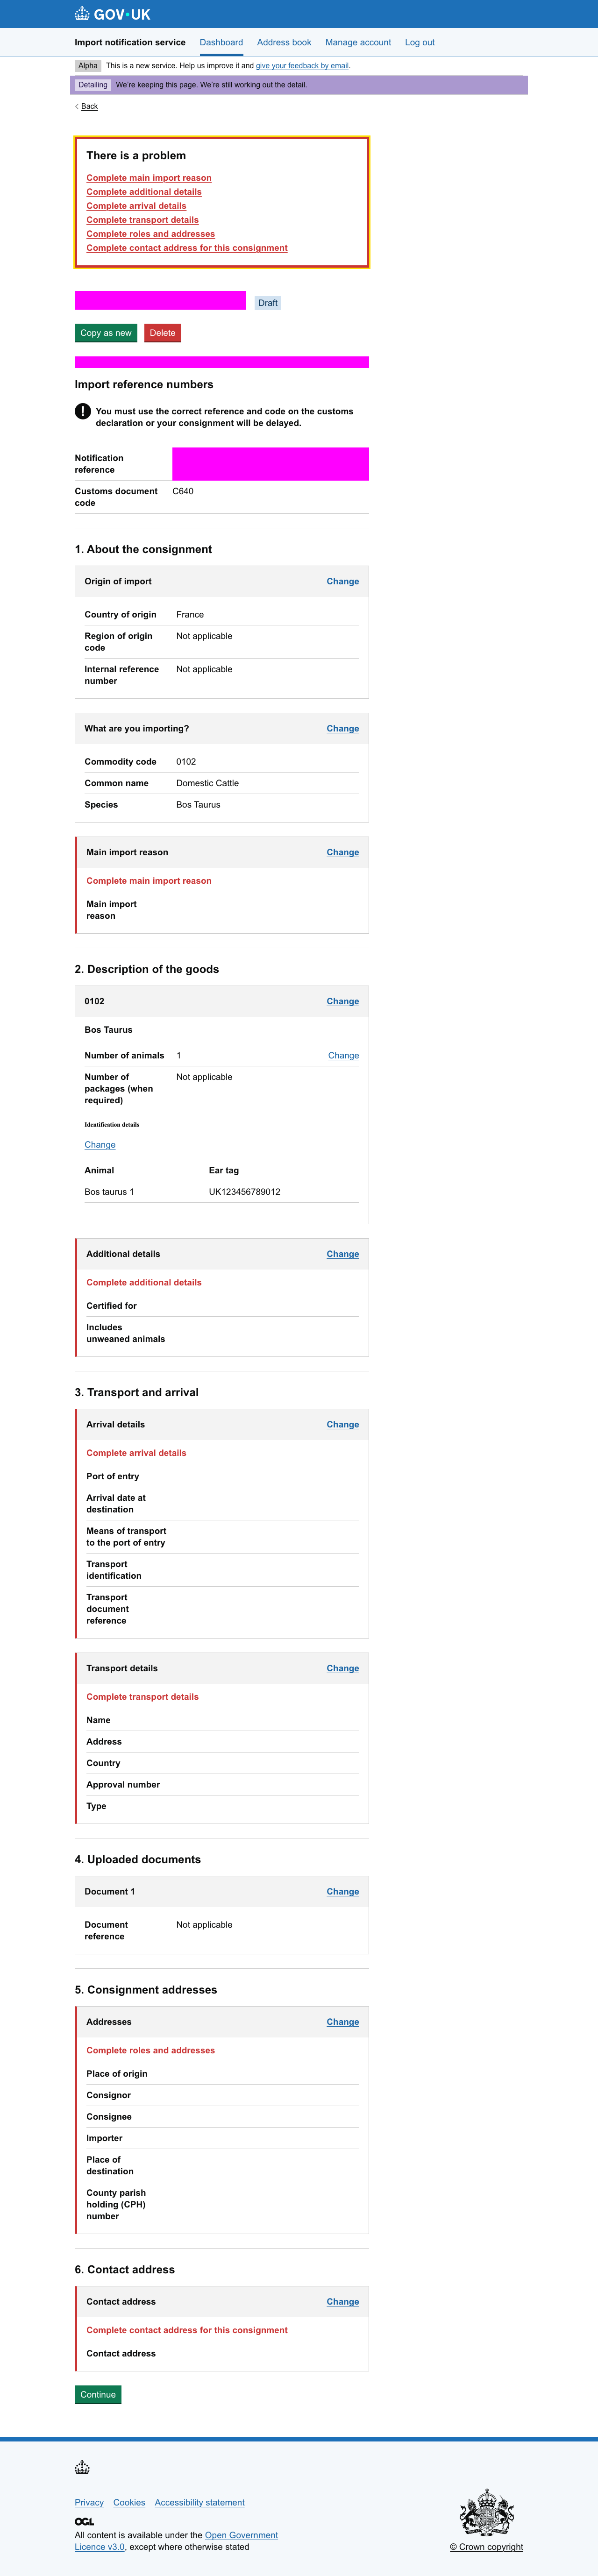 GOV·UK
Import notification service Dashboard Address book Manage account Log out
Alpha This is a new service. Help us improve it and give your feedback by email.
Detailing We're keeping this page. We're still working out the detail.
Back
There is a problem
Complete main import reason
Complete additional details
Complete arrival details
Complete transport details
Complete roles and addresses
Complete contact address for this consignment
Draft
Copy as new Delete
Import reference numbers
! You must use the correct reference and code on the customs
declaration or your consignment will be delayed.
Notification
reference
Customs document C640
code
1. About the consignment
Origin of import Change
Country of origin France
Region of origin Not applicable
code
Internal reference Not applicable
number
What are you importing? Change
Commodity code 0102
Common name Domestic Cattle
Species Bos Taurus
Main import reason Change
Complete main import reason
Main import
reason
2. Description of the goods
0102 Change
Bos Taurus
Number of animals 1 Change
Number of Not applicable
packages (when
required)
Identification details
Change
Animal Ear tag
Bos taurus 1 UK123456789012
Additional details Change
Complete additional details
Certified for
Includes
unweaned animals
3. Transport and arrival
Arrival details Change
Complete arrival details
Port of entry
Arrival date at
destination
Means of transport
to the port of entry
Transport
identification
Transport
document
reference
Transport details Change
Complete transport details
Name
Address
Country
Approval number
Type
4. Uploaded documents
Document 1 Change
Document Not applicable
reference
5. Consignment addresses
Addresses Change
Complete roles and addresses
Place of origin
Consignor
Consignee
Importer
Place of
destination
County parish
holding (CPH)
number
6. Contact address
Contact address Change
Complete contact address for this consignment
Contact address
Continue
Privacy Cookies Accessibility statement
OGL
All content is available under the Open Government
Licence v3.0, except where otherwise stated
© Crown copyright